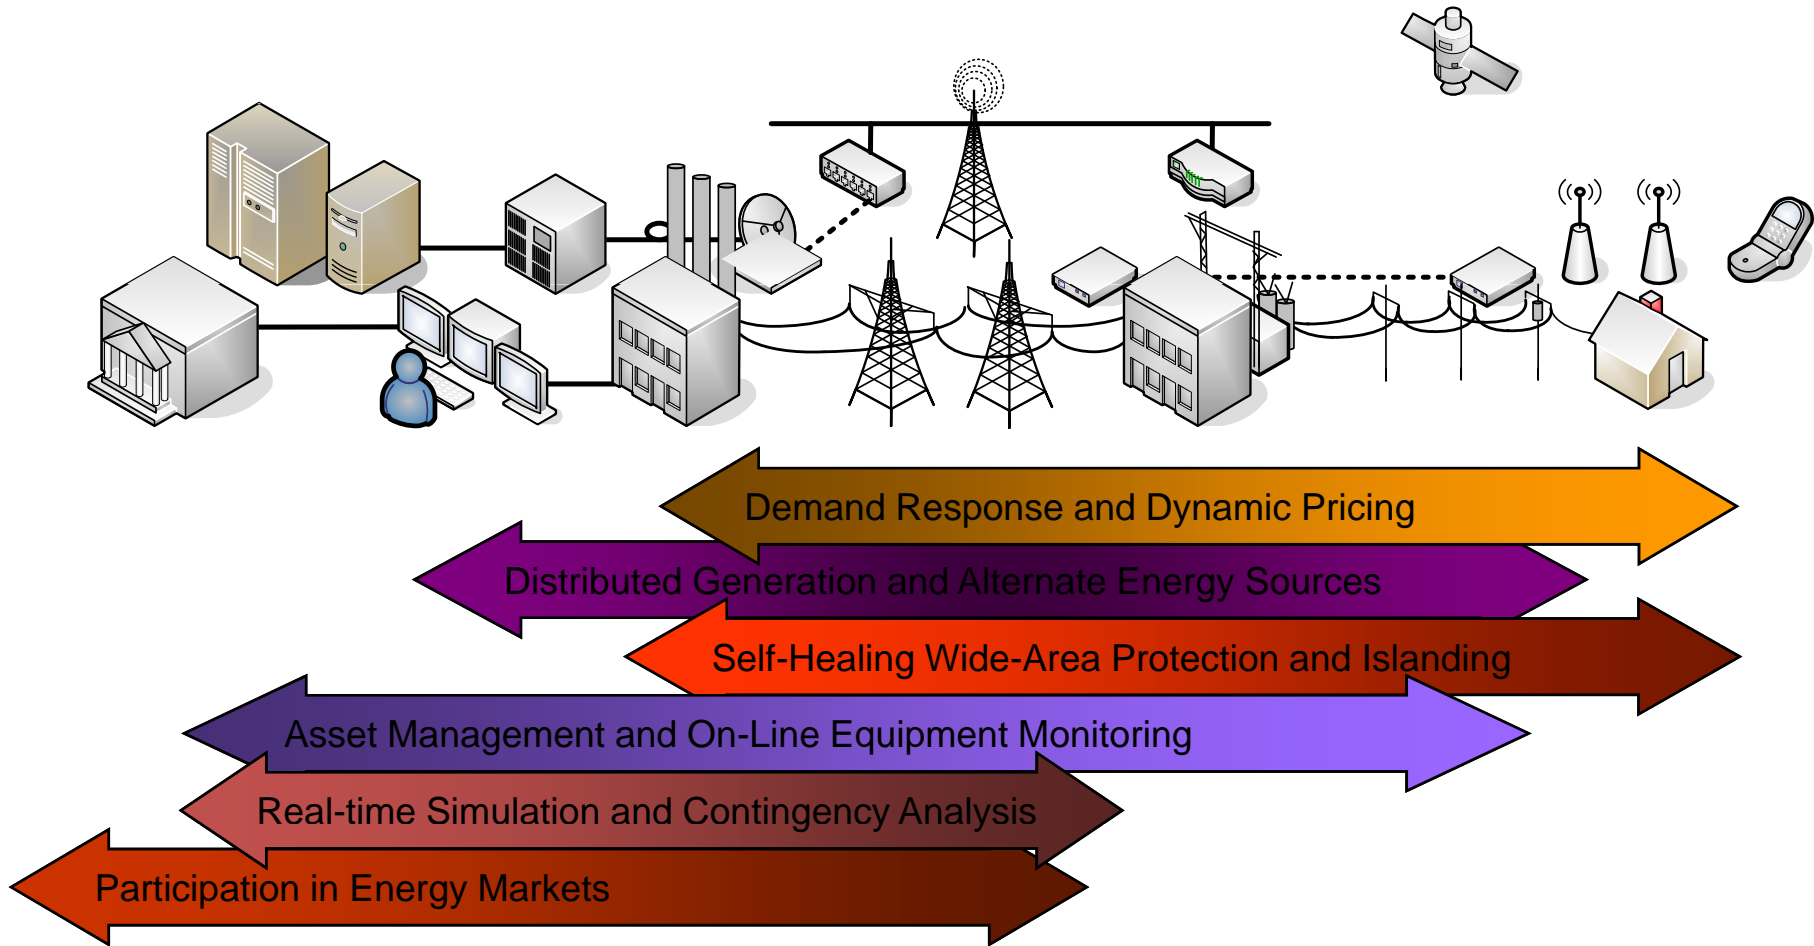 Demand Response and Dynamic Pricing
Distributed Generation and Alternate Energy Sources
Self-Healing Wide-Area Protection and Islanding
Asset Management and On-Line Equipment Monitoring
Real-time Simulation and Contingency Analysis
Participation in Energy Markets